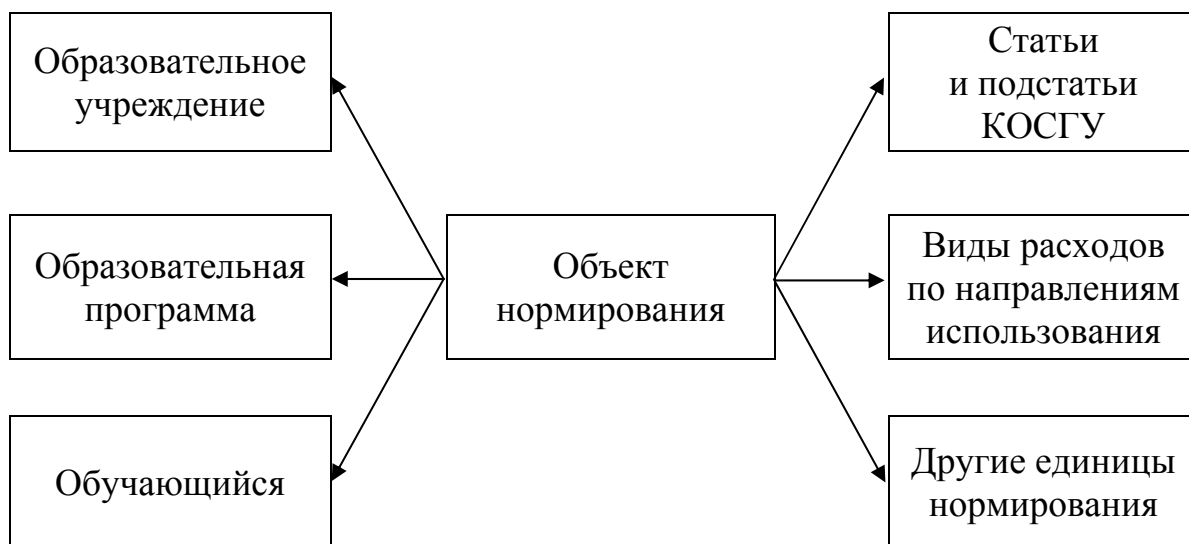 Образовательное
учреждение
Статьи
и подстатьи
КОСГУ
Образовательная
программа
Объект
нормирования
Виды расходов
по направлениям
использования
Обучающийся
Другие единицы
нормирования